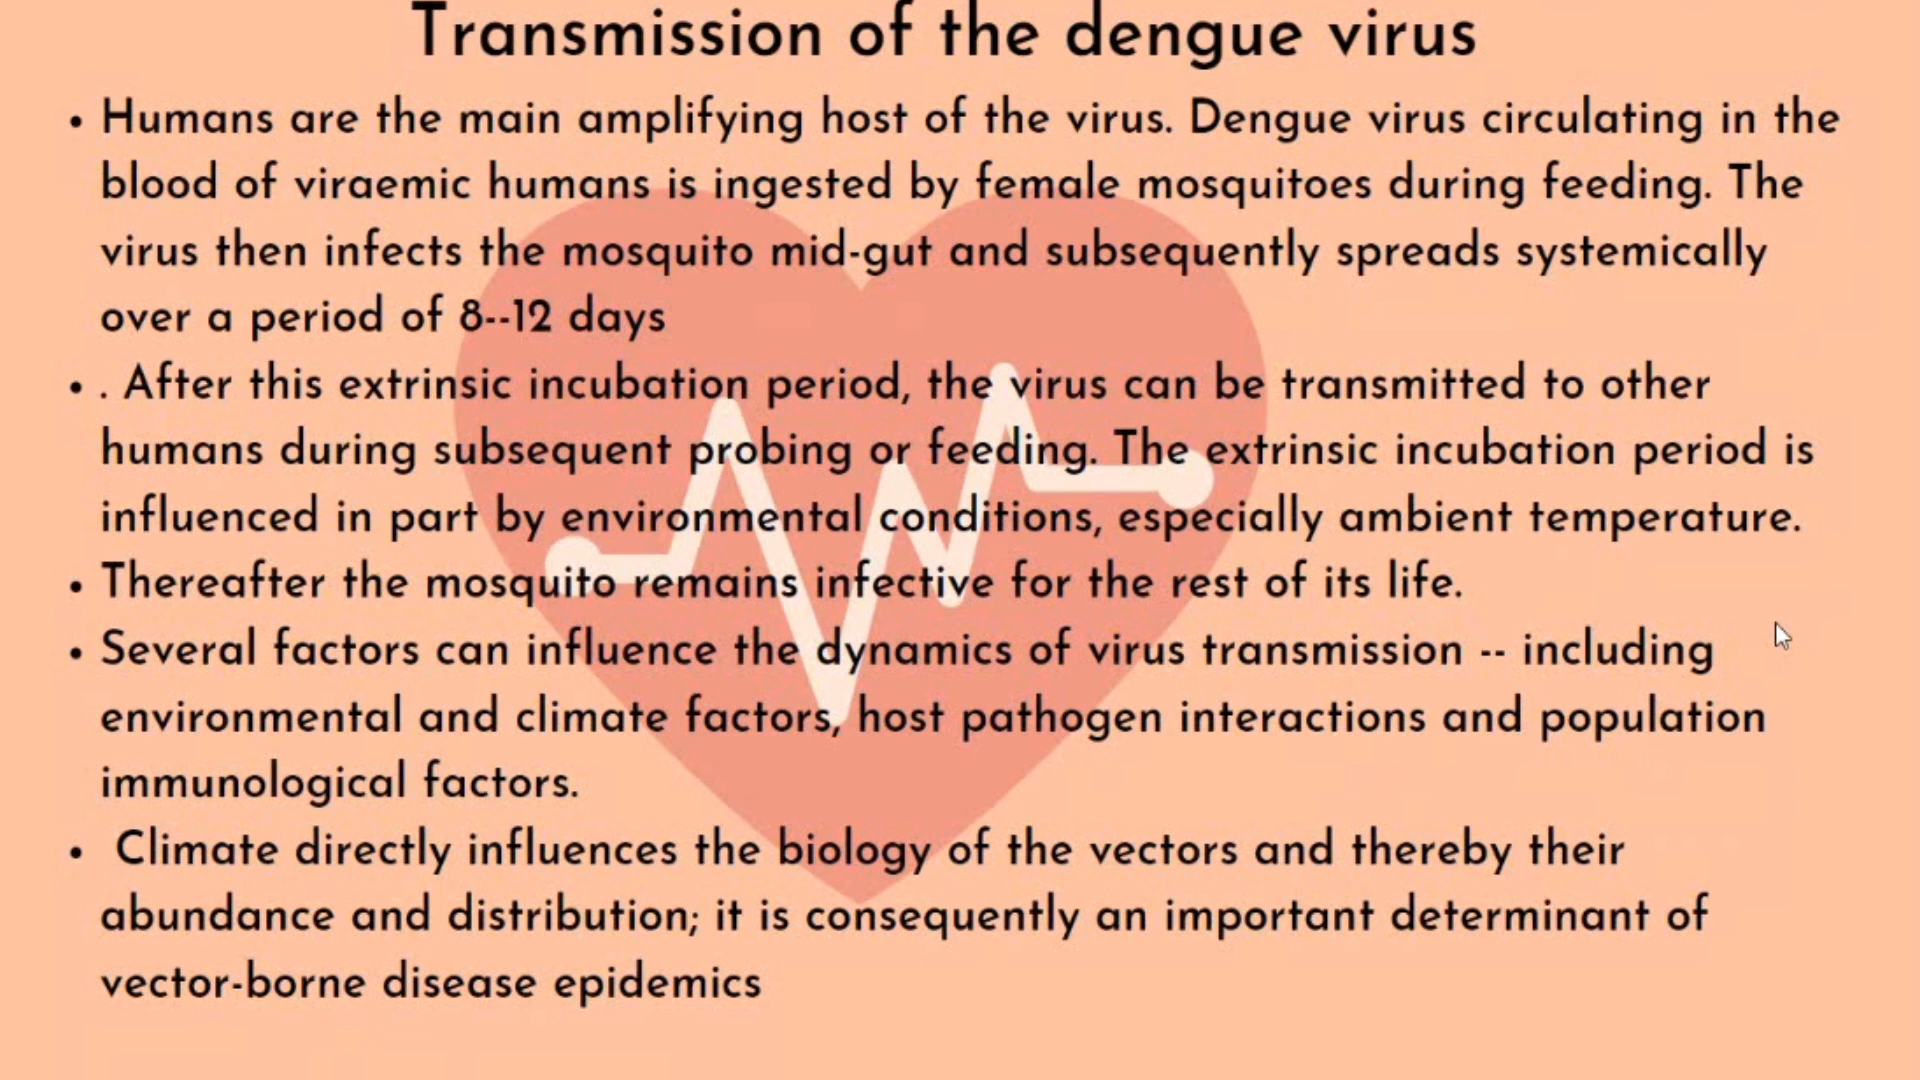 Transmission of the dengue virus
• Humans are the main amplifying host of the virus. Dengue virus circulating in the
blood of viraemic humans is ingested by female mosquitoes during feeding. The
virus then infects the mosquito mid-gut and subsequently spreads systemically
over a period of 8--12 days
• . After this extrinsic incubation period, the virus can be transmitted to other
humans during subsequent probing or feeding. The extrinsic incubation period is
influenced in part by environmental conditions, especially ambient temperature.
• Thereafter the mosquito remains infective for the rest of its life.
• Several factors can influence the dynamics of virus transmission -- including
environmental and climate factors, host pathogen interactions and population
immunological factors.
• Climate directly influences the biology of the vectors and thereby their
abundance and distribution; it is consequently an important determinant of
vector-borne disease epidemics